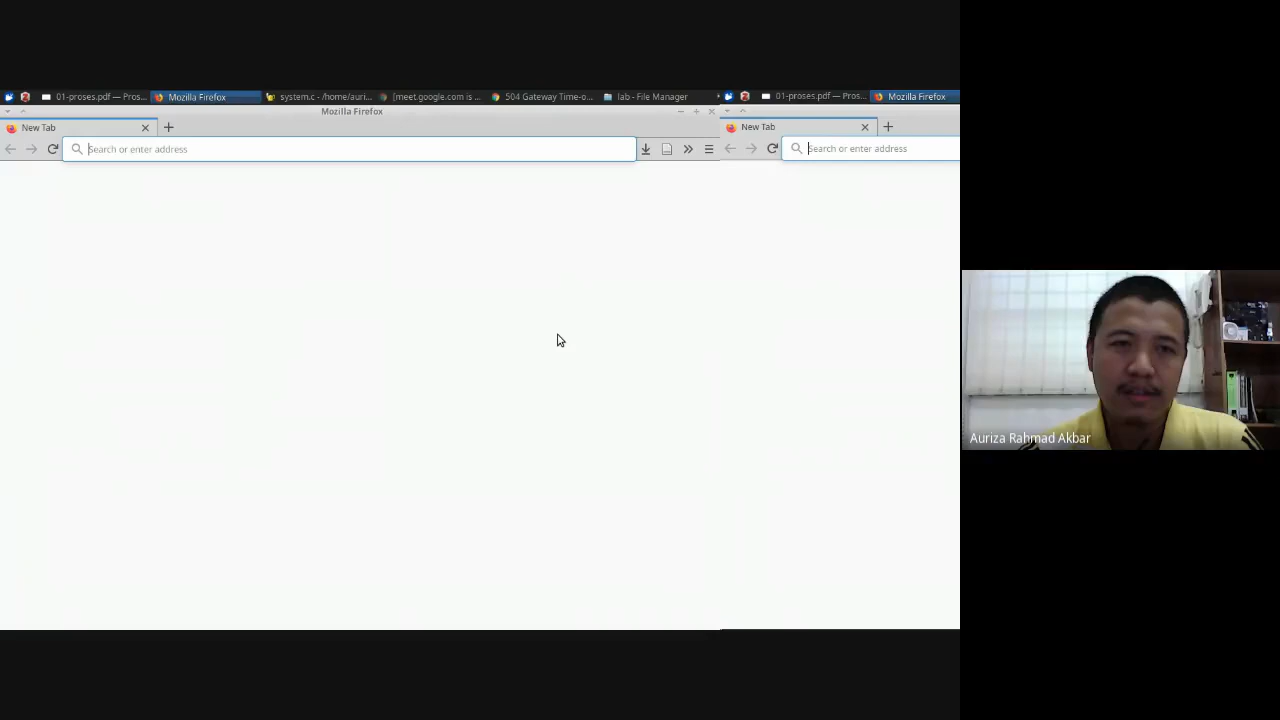 01-proses.pdf — Pros... Mozilla Firefox system.c - /home/auri... [meet.google.com is ... 504 Gateway Time-o... lab - File Manager 01-proses.pdf — Pros... Mozilla Firefox
Mozilla Firefox
New Tab New Tab
Search or enter address Search or enter address
Auriza Rahmad Akbar